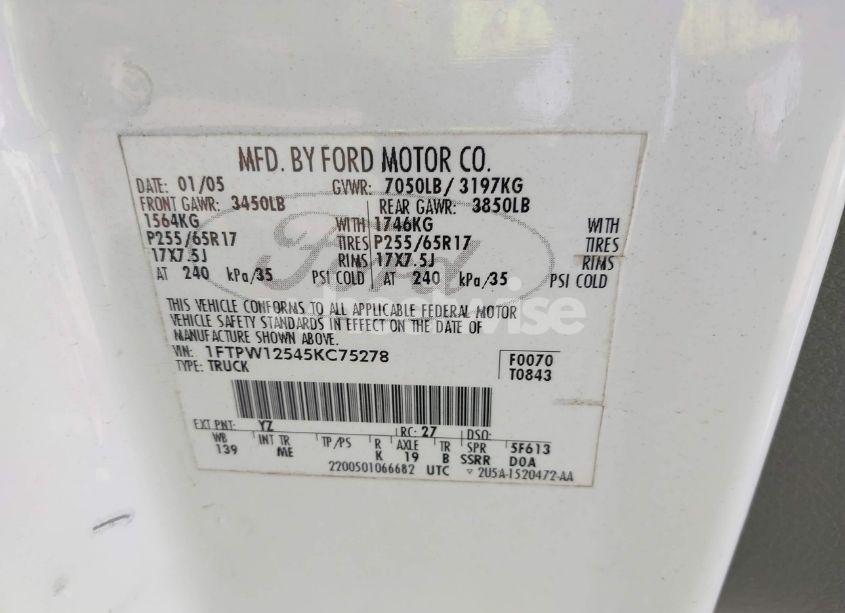 MFD. BY FORD MOTOR CO.
DATE: 01/05 GVWR: 7050LB/ 3197KG
FRONT GAWR: 3450LB REAR GAWR: 3850LB
1564KG WITH 1746KG WITH
P255/65R17 TIRES P255/65R17 TIRES
17X7.5J RIMS 17X7.5J RIMS
AT 240 kPa/35 PSI COLD AT 240 kPa/35 PSI COLD
Ford
THIS VEHICLE CONFORMS TO ALL APPLICABLE FEDERAL MOTOR
VEHICLE SAFETY STANDARDS IN EFFECT ON THE DATE OF
MANUFACTURE SHOWN ABOVE.
VIN: 1FTPW12545KC75278 F0070
TYPE: TRUCK T0843
EXT PNT: YZ RC: 27 DSO:
WB INT TR TP/PS R AXLE TR SPR 5F613
139 ME K 19 B SSRR D0A
2200501066682 UTC 2U5A-1520472-AA